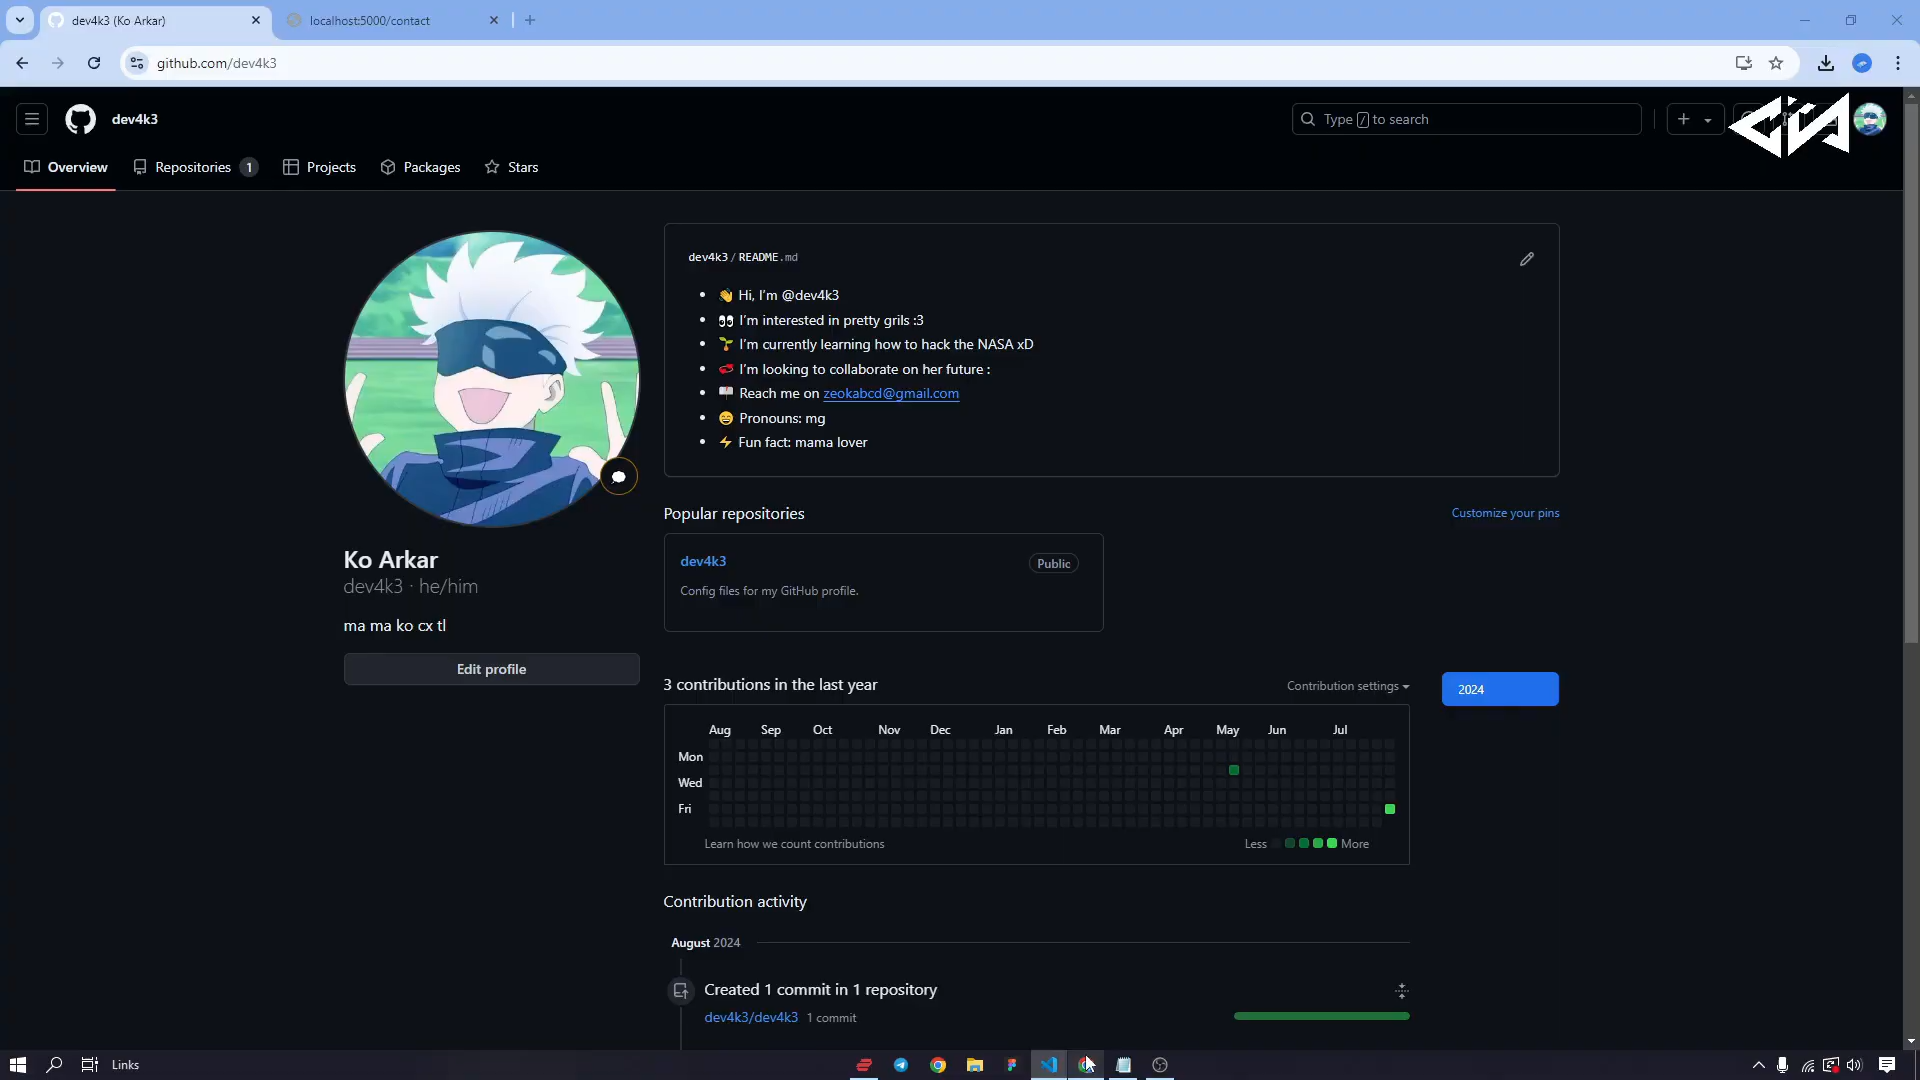 dev4k3 (Ko Arkar)
localhost:5000/contact
github.com/dev4k3
dev4k3
Type / to search
Overview
Repositories 1
Projects
Packages
Stars
dev4k3 / README.md
👋 Hi, I'm @dev4k3
👀 I'm interested in pretty grils :3
🌱 I'm currently learning how to hack the NASA xD
💞️ I'm looking to collaborate on her future :
📫 Reach me on zeokabcd@gmail.com
😄 Pronouns: mg
⚡ Fun fact: mama lover
Popular repositories
Customize your pins
dev4k3
Public
Config files for my GitHub profile.
Ko Arkar
dev4k3 · he/him
ma ma ko cx tl
Edit profile
3 contributions in the last year
Contribution settings
2024
Aug Sep Oct Nov Dec Jan Feb Mar Apr May Jun Jul
Mon
Wed
Fri
Learn how we count contributions
Less
More
Contribution activity
August 2024
Created 1 commit in 1 repository
dev4k3/dev4k3 1 commit
Links